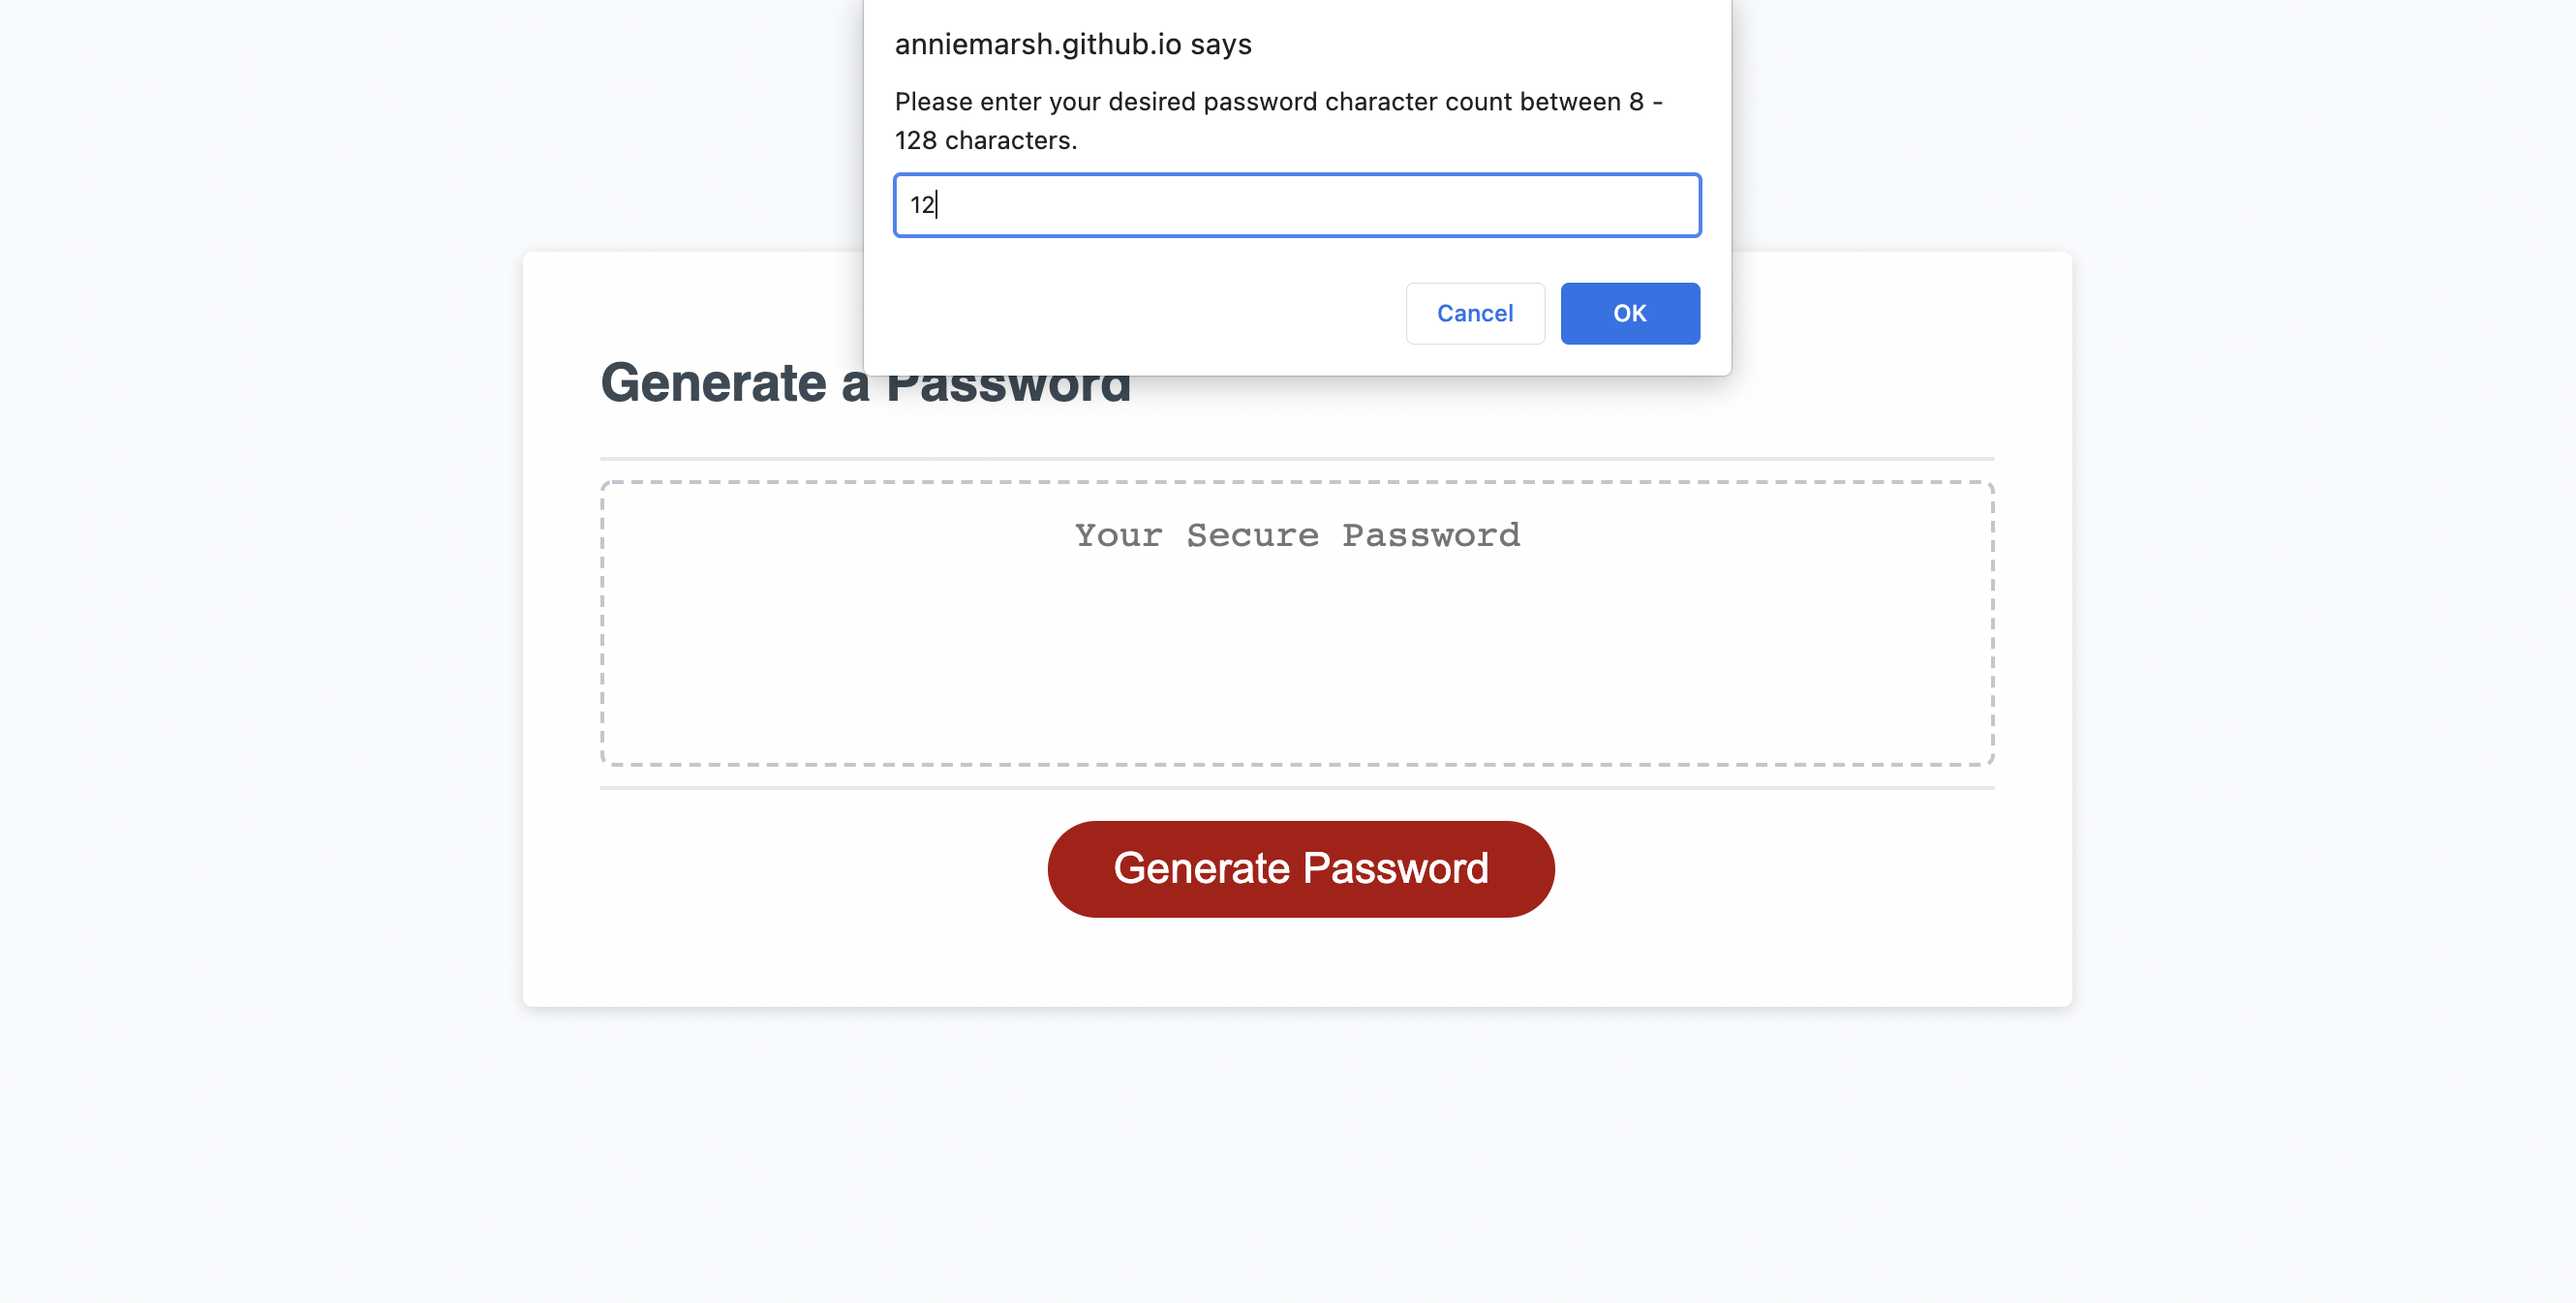 anniemarsh.github.io says
Please enter your desired password character count between 8 -
128 characters.
12
Cancel
OK
Generate a Password
Your Secure Password
Generate Password